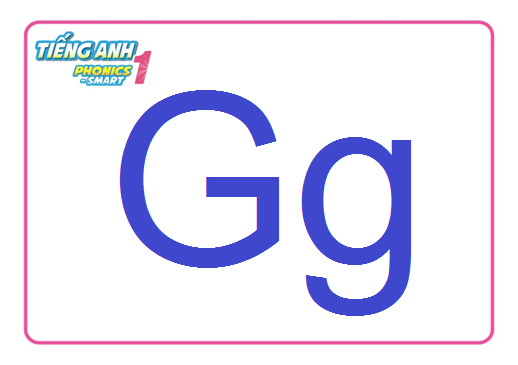 TIẾNG ANH
PHONICS 1
-SMART
Gg